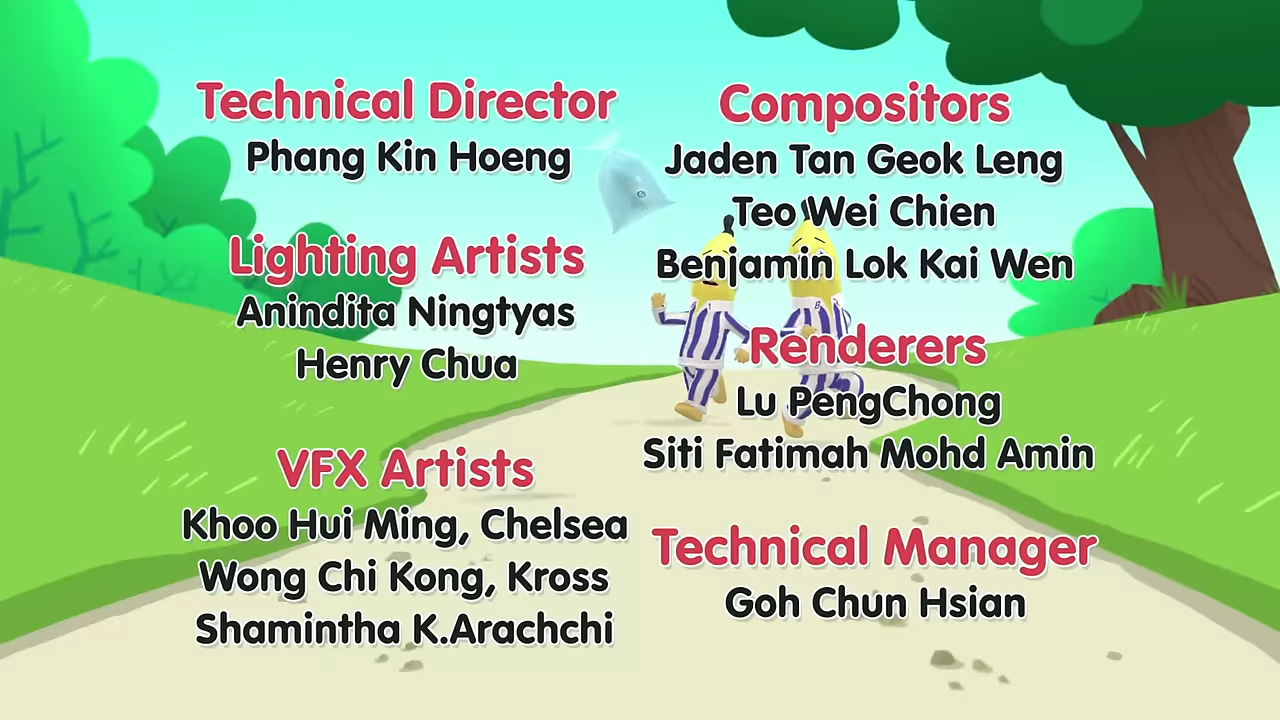 Technical Director
Phang Kin Hoeng
Lighting Artists
Anindita Ningtyas
Henry Chua
VFX Artists
Khoo Hui Ming, Chelsea
Wong Chi Kong, Kross
Shamintha K.Arachchi
Compositors
Jaden Tan Geok Leng
Teo Wei Chien
Benjamin Lok Kai Wen
Renderers
Lu PengChong
Siti Fatimah Mohd Amin
Technical Manager
Goh Chun Hsian